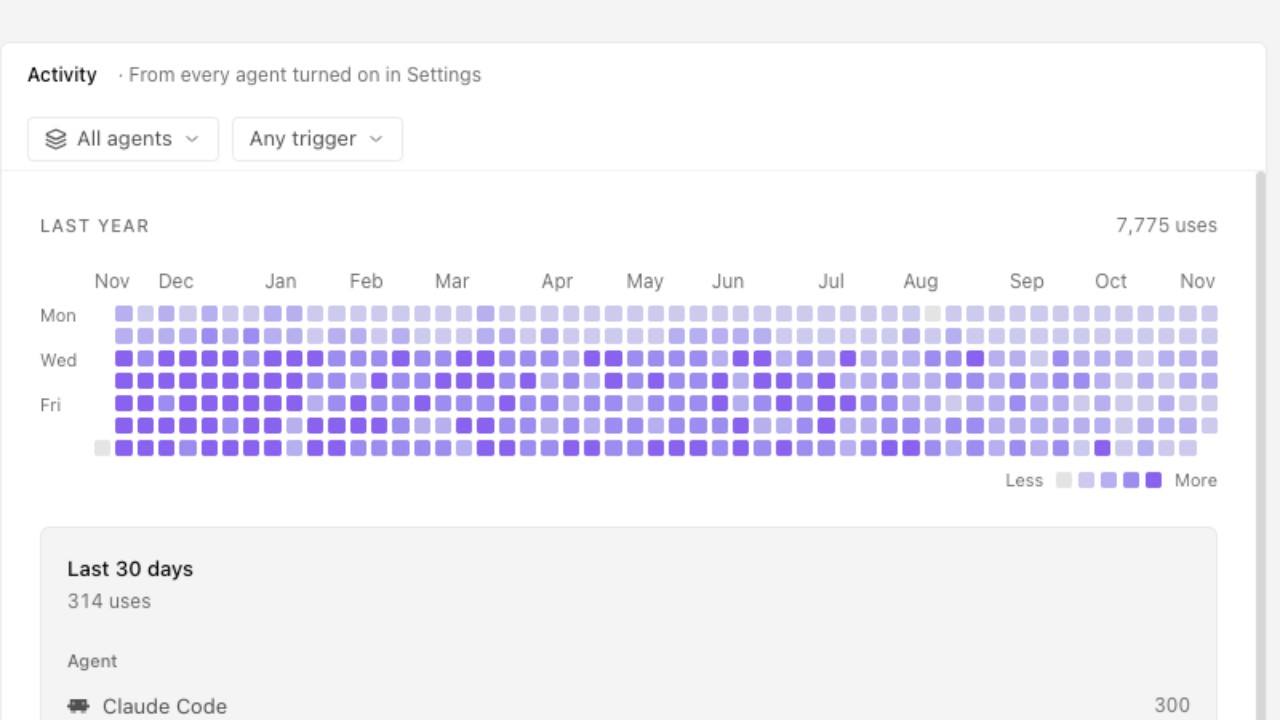 Activity · From every agent turned on in Settings
All agents Any trigger
LAST YEAR 7,775 uses
Nov Dec Jan Feb Mar Apr May Jun Jul Aug Sep Oct Nov
Mon
Wed
Fri
Less More
Last 30 days
314 uses
Agent
Claude Code 300